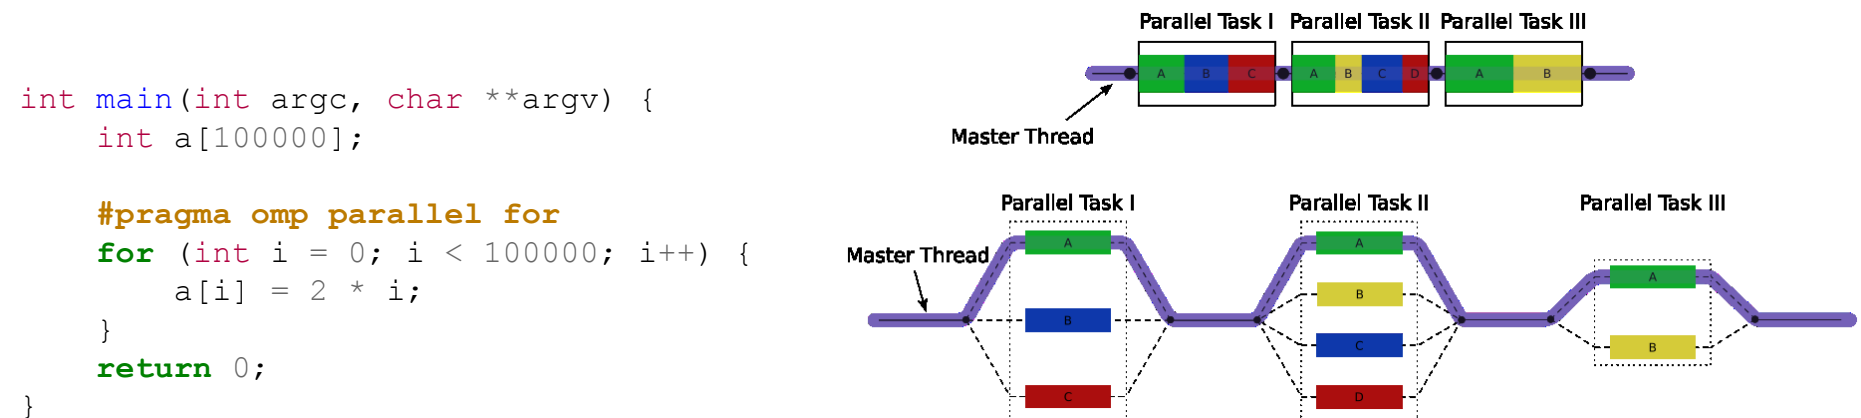 int main(int argc, char **argv) {
    int a[100000];

    #pragma omp parallel for
    for (int i = 0; i < 100000; i++) {
        a[i] = 2 * i;
    }
    return 0;
}
Parallel Task I Parallel Task II Parallel Task III
A B C A B C D A B
Master Thread
Parallel Task I Parallel Task II Parallel Task III
A A
Master Thread
A
B
B C B
C D